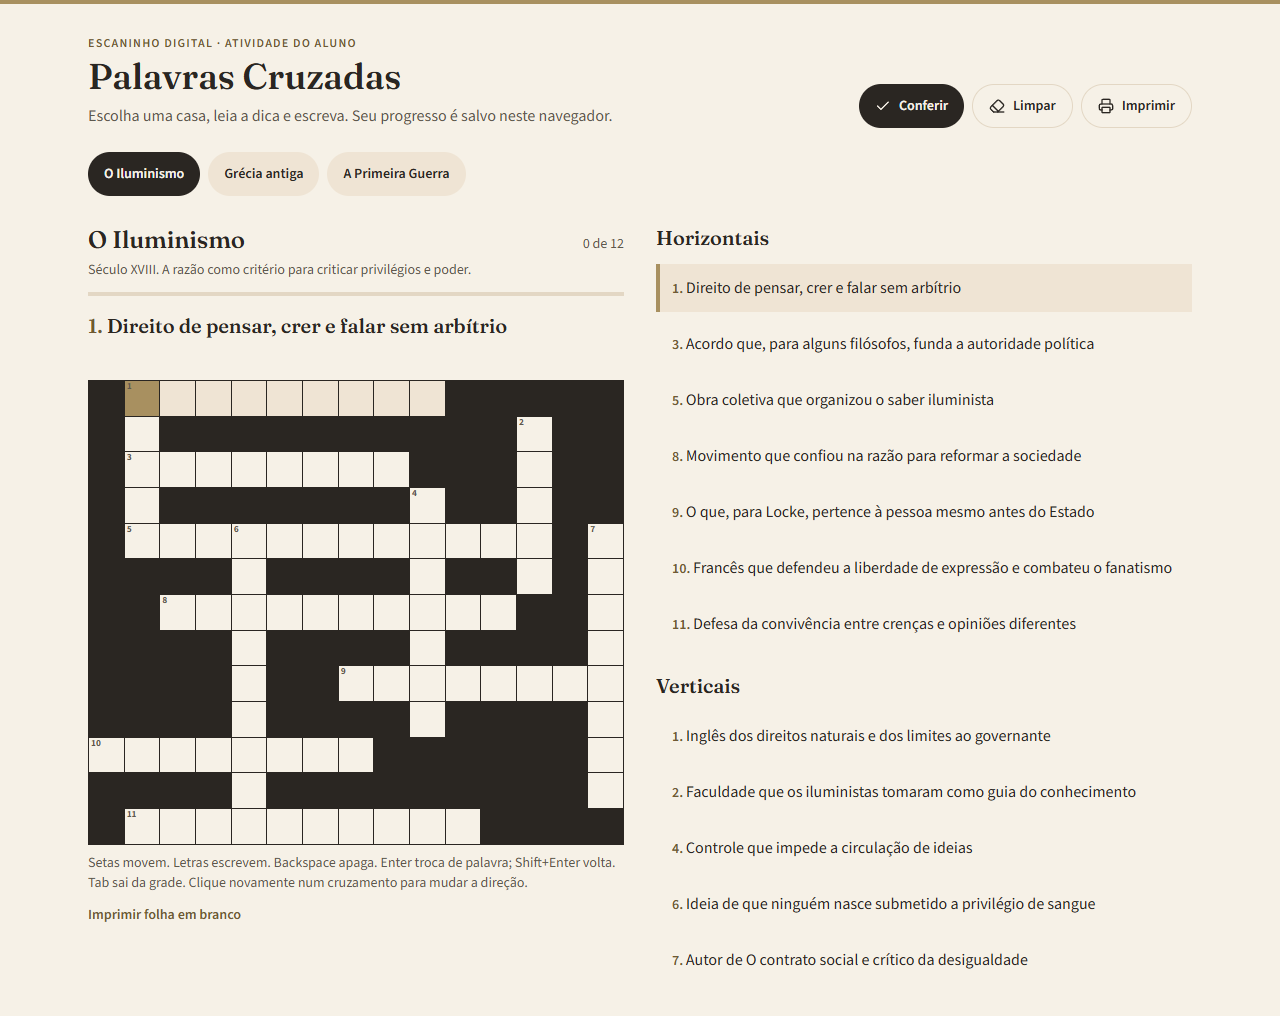 ESCANINHO DIGITAL · ATIVIDADE DO ALUNO
Palavras Cruzadas
Escolha uma casa, leia a dica e escreva. Seu progresso é salvo neste navegador.
Conferir
Limpar
Imprimir
O Iluminismo
Grécia antiga
A Primeira Guerra
O Iluminismo
0 de 12
Século XVIII. A razão como critério para criticar privilégios e poder.
1. Direito de pensar, crer e falar sem arbítrio
1
2
3
4
5
6
7
8
9
10
11
Setas movem. Letras escrevem. Backspace apaga. Enter troca de palavra; Shift+Enter volta.
Tab sai da grade. Clique novamente num cruzamento para mudar a direção.
Imprimir folha em branco
Horizontais
1. Direito de pensar, crer e falar sem arbítrio
3. Acordo que, para alguns filósofos, funda a autoridade política
5. Obra coletiva que organizou o saber iluminista
8. Movimento que confiou na razão para reformar a sociedade
9. O que, para Locke, pertence à pessoa mesmo antes do Estado
10. Francês que defendeu a liberdade de expressão e combateu o fanatismo
11. Defesa da convivência entre crenças e opiniões diferentes
Verticais
1. Inglês dos direitos naturais e dos limites ao governante
2. Faculdade que os iluministas tomaram como guia do conhecimento
4. Controle que impede a circulação de ideias
6. Ideia de que ninguém nasce submetido a privilégio de sangue
7. Autor de O contrato social e crítico da desigualdade